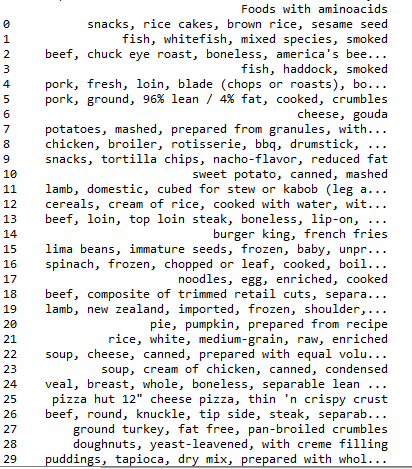 Foods with aminoacids
0 snacks, rice cakes, brown rice, sesame seed
1 fish, whitefish, mixed species, smoked
2 beef, chuck eye roast, boneless, america's bee...
3 fish, haddock, smoked
4 pork, fresh, loin, blade (chops or roasts), bo...
5 pork, ground, 96% lean / 4% fat, cooked, crumbles
6 cheese, gouda
7 potatoes, mashed, prepared from granules, with...
8 chicken, broiler, rotisserie, bbq, drumstick, ...
9 snacks, tortilla chips, nacho-flavor, reduced fat
10 sweet potato, canned, mashed
11 lamb, domestic, cubed for stew or kabob (leg a...
12 cereals, cream of rice, cooked with water, wit...
13 beef, loin, top loin steak, boneless, lip-on, ...
14 burger king, french fries
15 lima beans, immature seeds, frozen, baby, unpr...
16 spinach, frozen, chopped or leaf, cooked, boil...
17 noodles, egg, enriched, cooked
18 beef, composite of trimmed retail cuts, separa...
19 lamb, new zealand, imported, frozen, shoulder,...
20 pie, pumpkin, prepared from recipe
21 rice, white, medium-grain, raw, enriched
22 soup, cheese, canned, prepared with equal volu...
23 soup, cream of chicken, canned, condensed
24 veal, breast, whole, boneless, separable lean ...
25 pizza hut 12" cheese pizza, thin 'n crispy crust
26 beef, round, knuckle, tip side, steak, separab...
27 ground turkey, fat free, pan-broiled crumbles
28 doughnuts, yeast-leavened, with creme filling
29 puddings, tapioca, dry mix, prepared with whol...